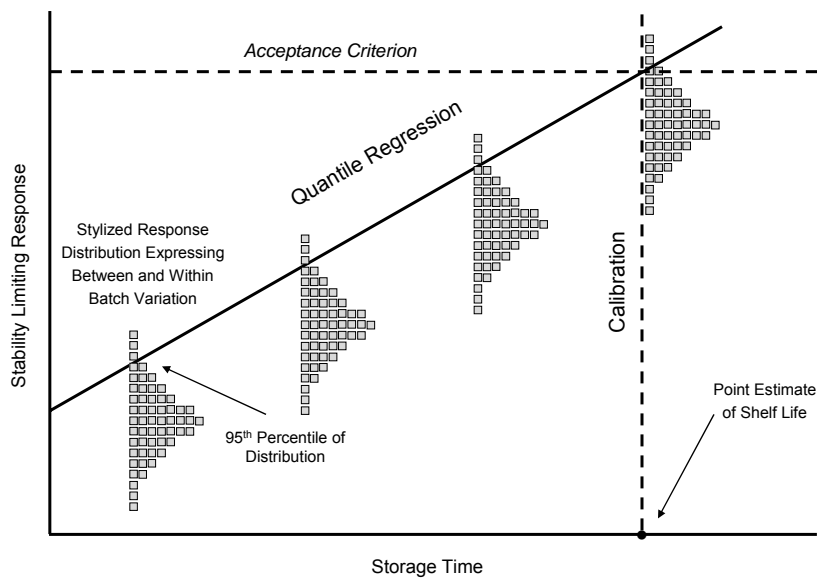 Acceptance Criterion
Quantile Regression
Stability Limiting Response
Stylized Response
Distribution Expressing
Between and Within
Batch Variation
Calibration
Point Estimate
of Shelf Life
95th Percentile of
Distribution
Storage Time